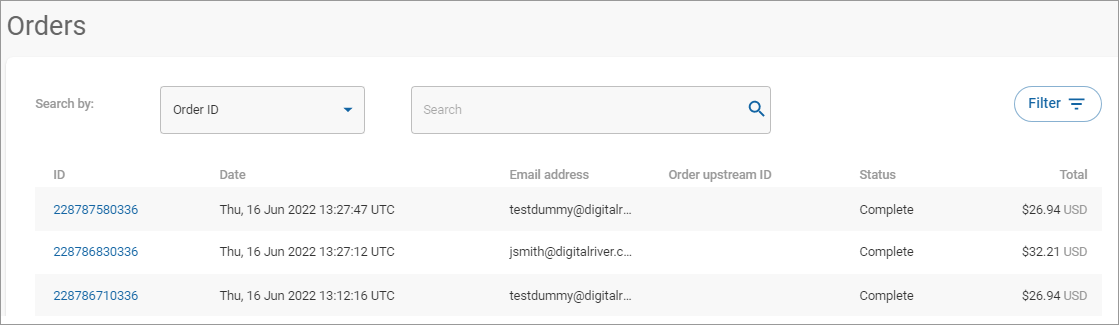 Orders
Search by: Order ID Search Filter
ID Date Email address Order upstream ID Status Total
228787580336 Thu, 16 Jun 2022 13:27:47 UTC testdummy@digitalr... Complete $26.94 USD
228786830336 Thu, 16 Jun 2022 13:27:12 UTC jsmith@digitalriver.c... Complete $32.21 USD
228786710336 Thu, 16 Jun 2022 13:12:16 UTC testdummy@digitalr... Complete $26.94 USD